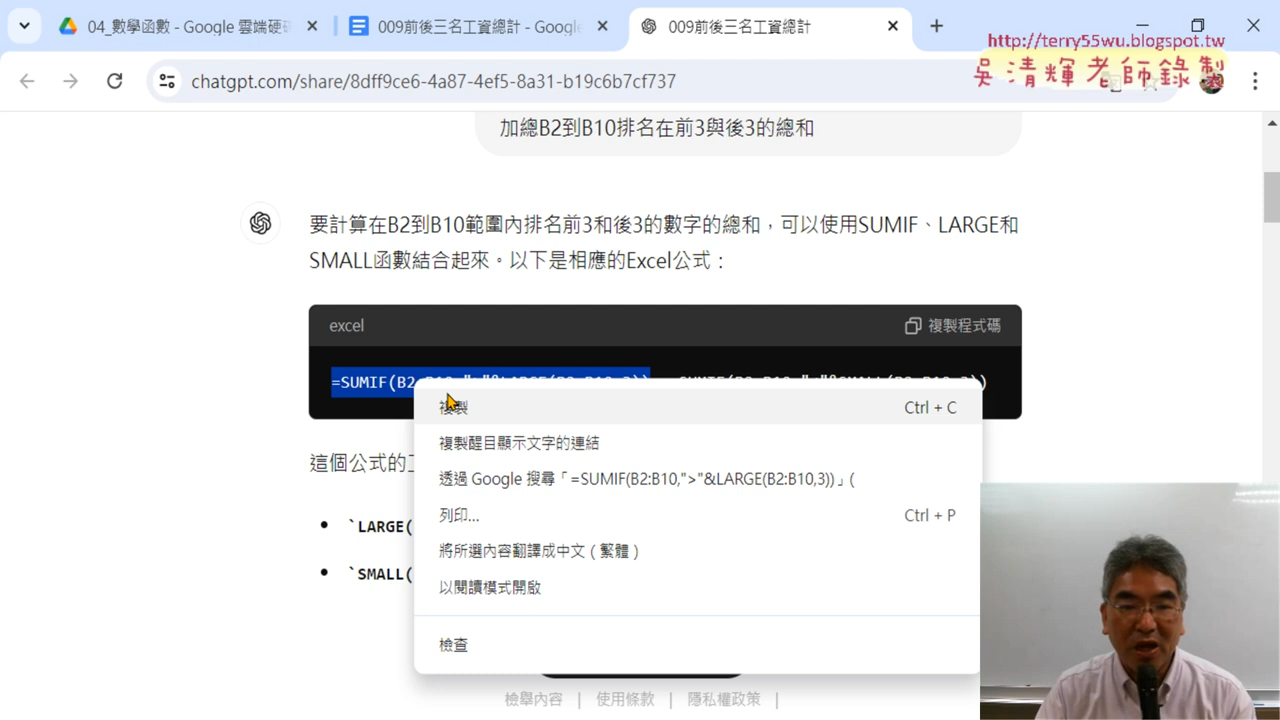 04_數學函數 - Google 雲端硬
009前後三名工資總計 - Googl
009前後三名工資總計
http://terry55wu.blogspot.tw
吳清輝老師錄製
chatgpt.com/share/8bff9ce6-4a87-4ef5-8a31-b19c6b7cf737
加總B2到B10排名在前3與後3的總和
要計算在B2到B10範圍內排名前3和後3的數字的總和，可以使用SUMIF、LARGE和
SMALL函數結合起來。以下是相應的Excel公式：
excel
複製程式碼
=SUMIF(B2
複製
Ctrl + C
複製醒目顯示文字的連結
透過 Google 搜尋「=SUMIF(B2:B10,">"&LARGE(B2:B10,3))」(
列印...
Ctrl + P
將所選內容翻譯成中文（繁體）
以閱讀模式開啟
檢查
這個公式的
• `LARGE(
• `SMALL(
檢舉內容 | 使用條款 | 隱私權政策 |